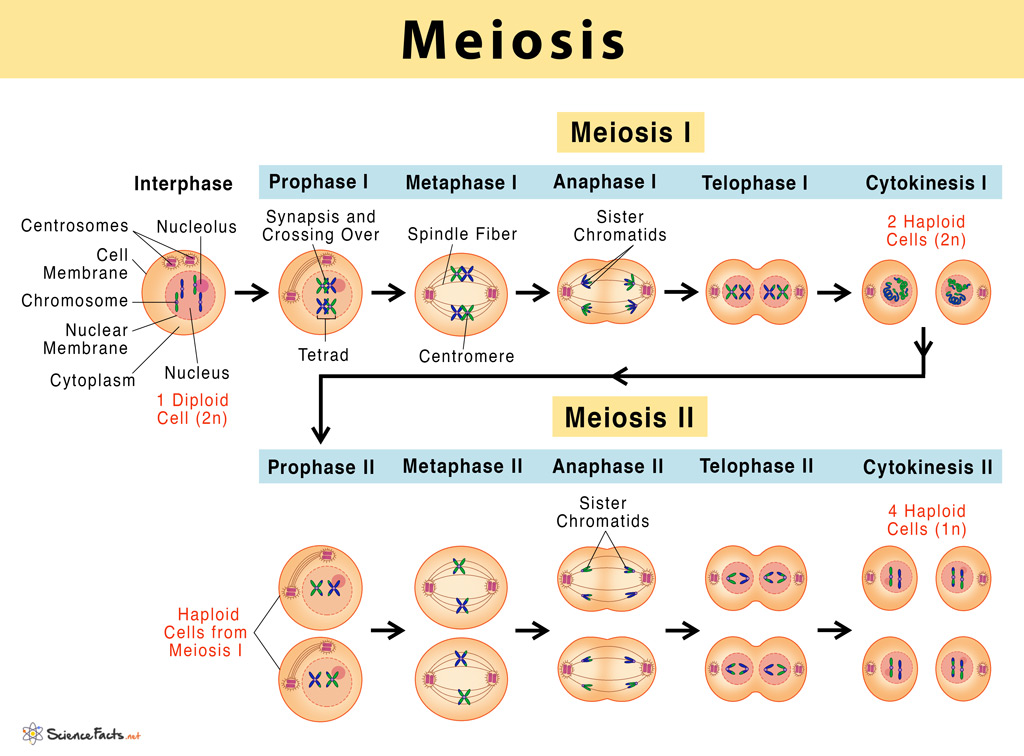 Meiosis
Meiosis I
Interphase
Prophase I
Metaphase I
Anaphase I
Telophase I
Cytokinesis I
Centrosomes
Nucleolus
Cell
Membrane
Chromosome
Nuclear
Membrane
Cytoplasm
Nucleus
1 Diploid
Cell (2n)
Synapsis and
Crossing Over
Tetrad
Spindle Fiber
Centromere
Sister
Chromatids
2 Haploid
Cells (2n)
Meiosis II
Prophase II
Metaphase II
Anaphase II
Telophase II
Cytokinesis II
Sister
Chromatids
4 Haploid
Cells (1n)
Haploid
Cells from
Meiosis I
ScienceFacts.net